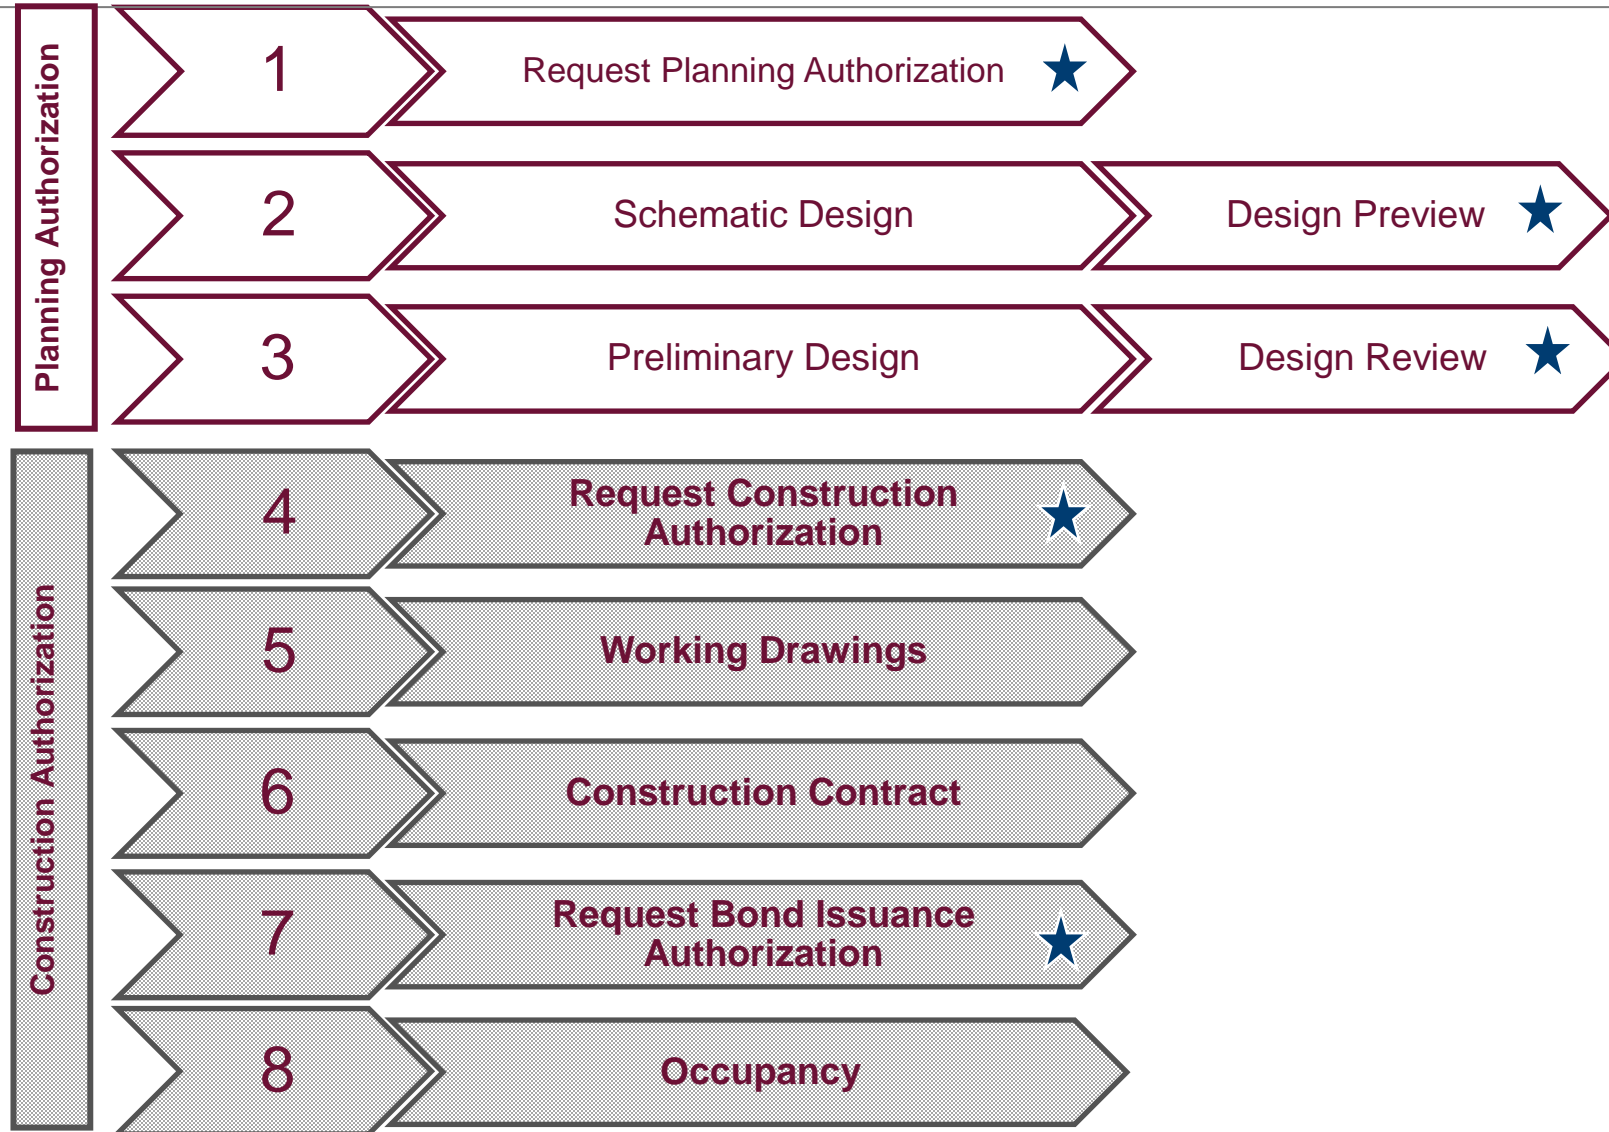 Planning Authorization
1
Request Planning Authorization
2
Schematic Design
Design Preview
3
Preliminary Design
Design Review
Construction Authorization
4
Request Construction
Authorization
5
Working Drawings
6
Construction Contract
7
Request Bond Issuance
Authorization
8
Occupancy